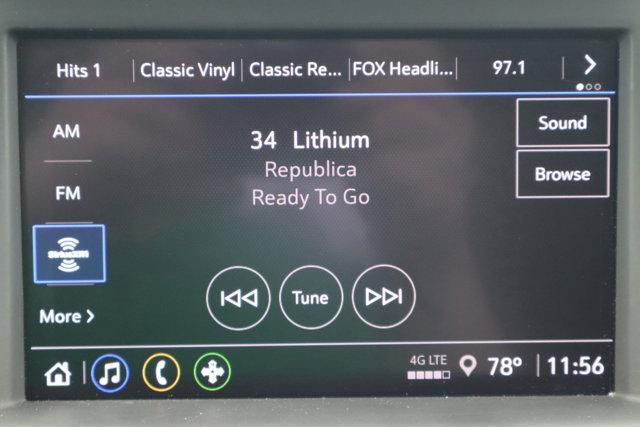 Hits 1 Classic Vinyl Classic Re... FOX Headli... 97.1
AM
FM
SiriusXM
More
34 Lithium
Republica
Ready To Go
Sound
Browse
Tune
4G LTE
78° 11:56